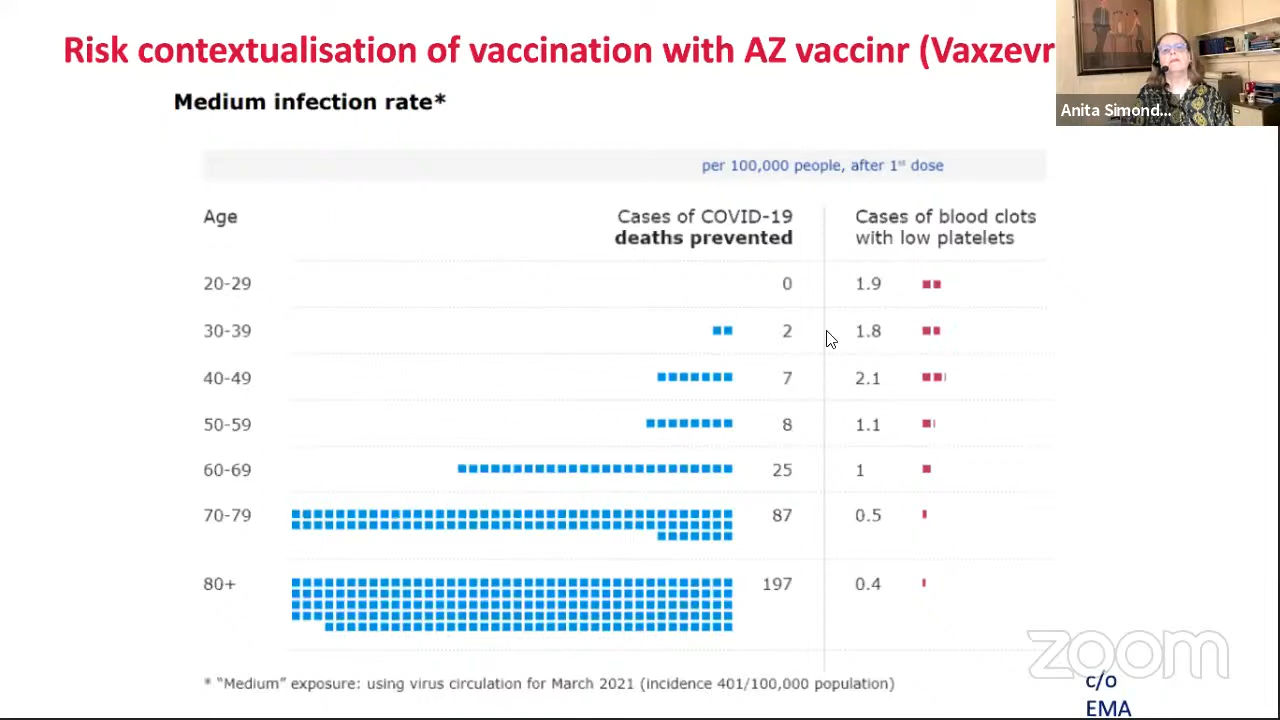 Risk contextualisation of vaccination with AZ vaccinr (Vaxzevr
Anita Simond...
Medium infection rate*
per 100,000 people, after 1st dose
Age Cases of COVID-19 deaths prevented Cases of blood clots with low platelets
20-29 0 1.9
30-39 2 1.8
40-49 7 2.1
50-59 8 1.1
60-69 25 1
70-79 87 0.5
80+ 197 0.4
zoom
* "Medium" exposure: using virus circulation for March 2021 (incidence 401/100,000 population)
c/o
EMA